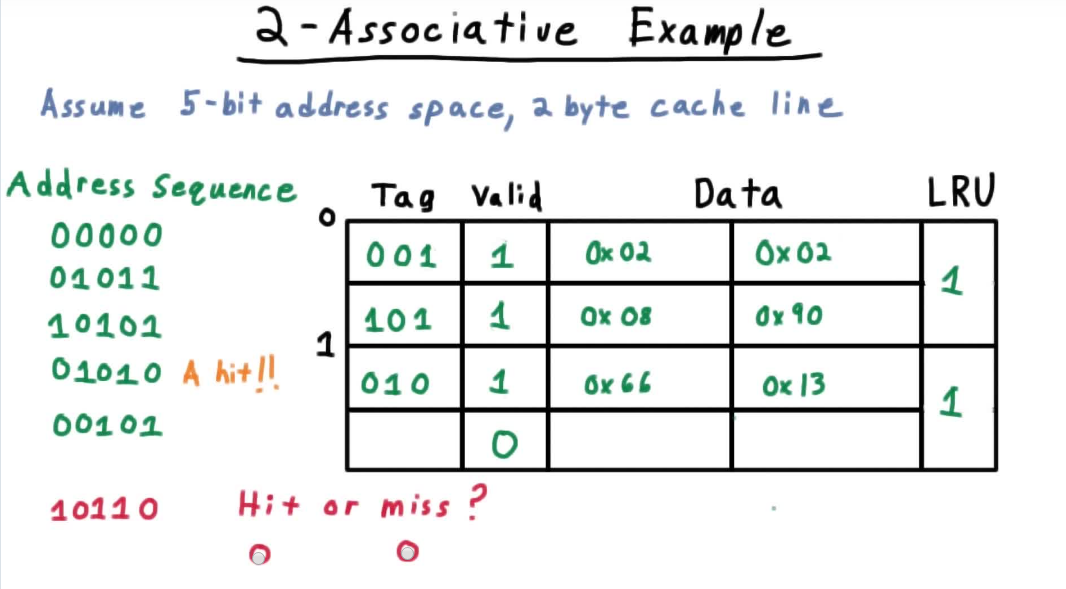 2-Associative Example
Assume 5-bit address space, 2 byte cache line
Address Sequence
00000
01011
10101
01010 A hit!!
00101
10110 Hit or miss?
Tag Valid Data LRU
0
001 1 0x02 0x02 1
101 1 0x08 0x90
1
010 1 0x66 0x13 1
0